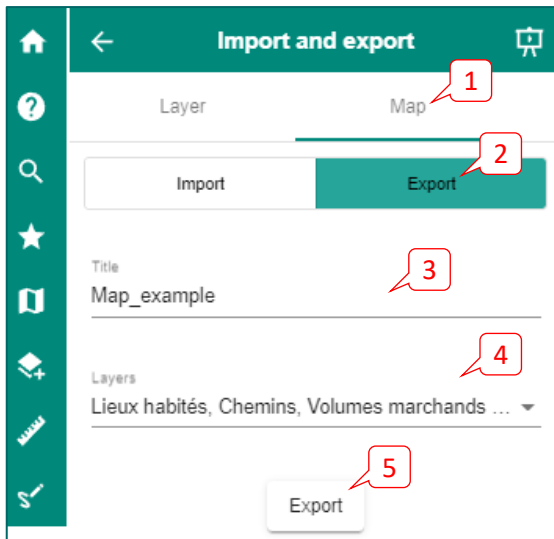 Import and export
1
Layer Map
2
Import Export
Title
3
Map_example
4
Layers
Lieux habités, Chemins, Volumes marchands ...
5
Export